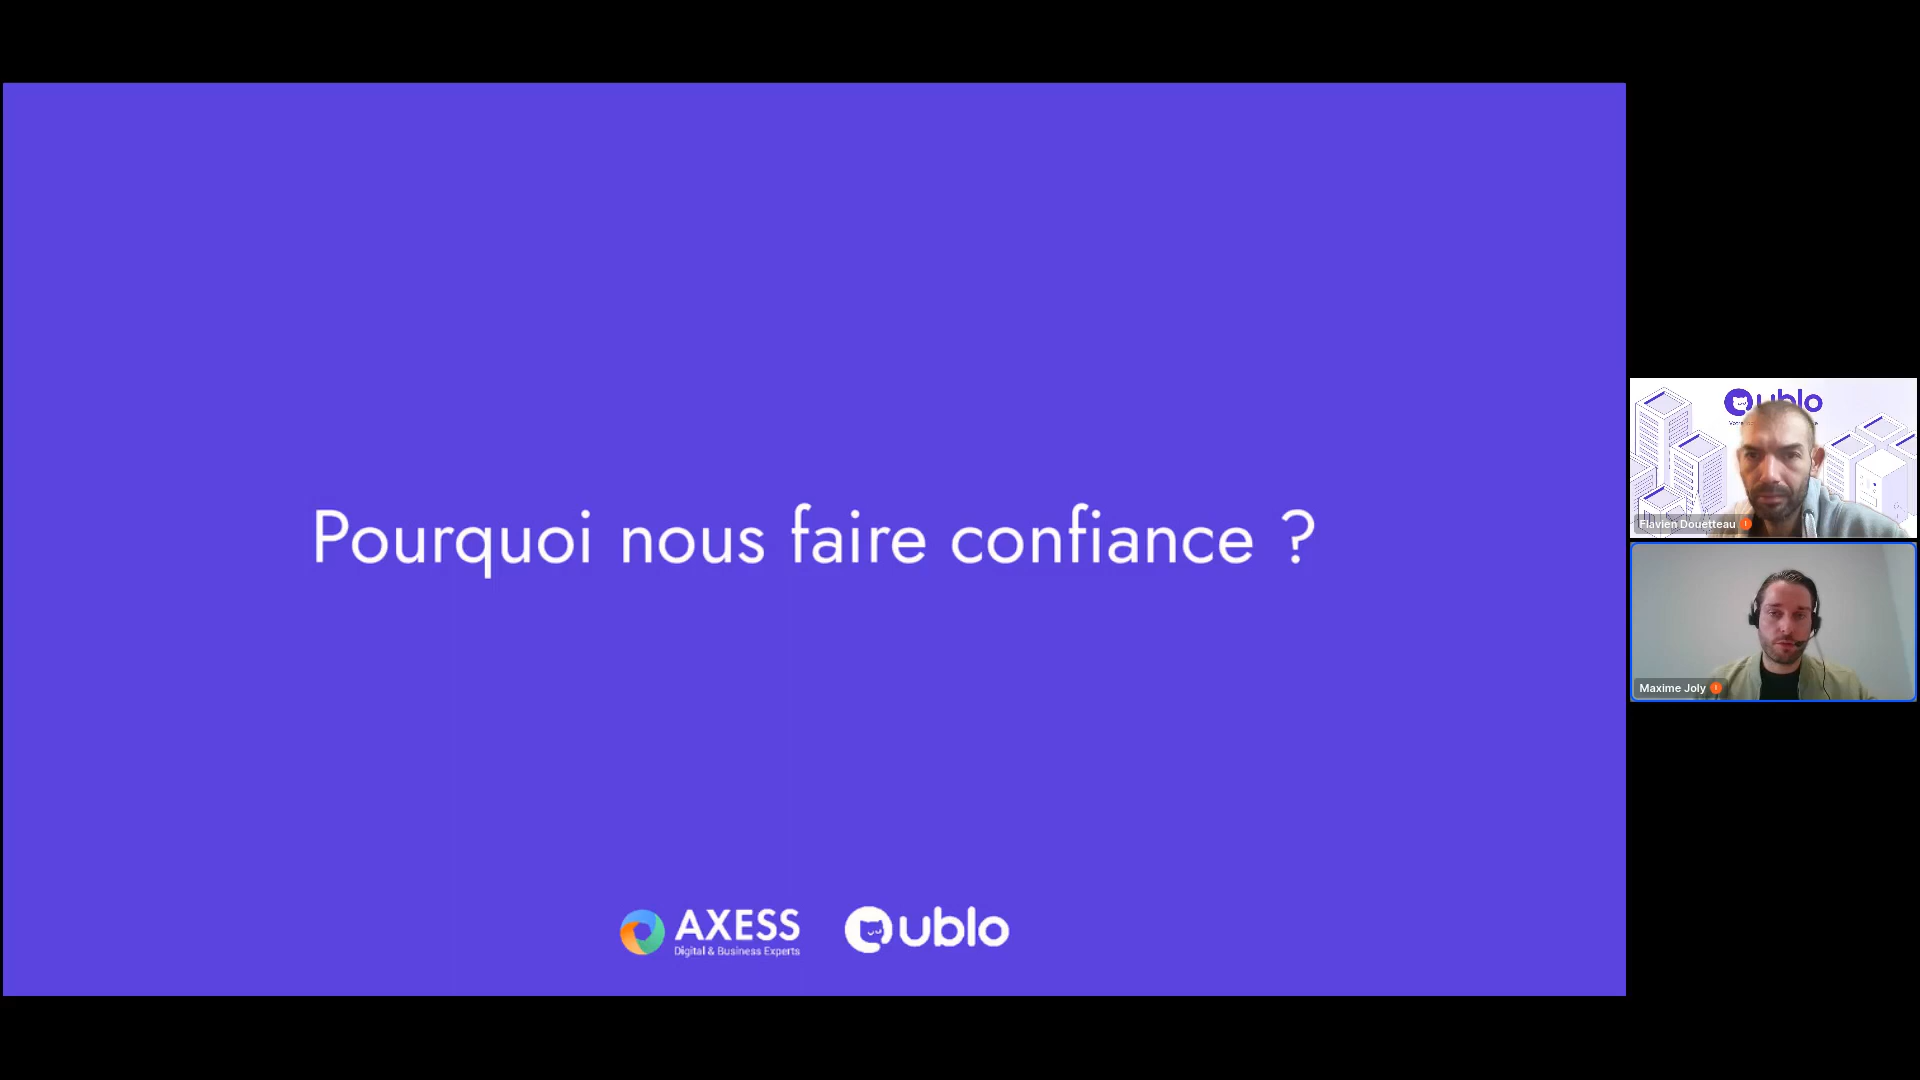 Pourquoi nous faire confiance ?
AXESS
Digital & Business Experts
ublo
ublo
Flavien Douetteau
Maxime Joly